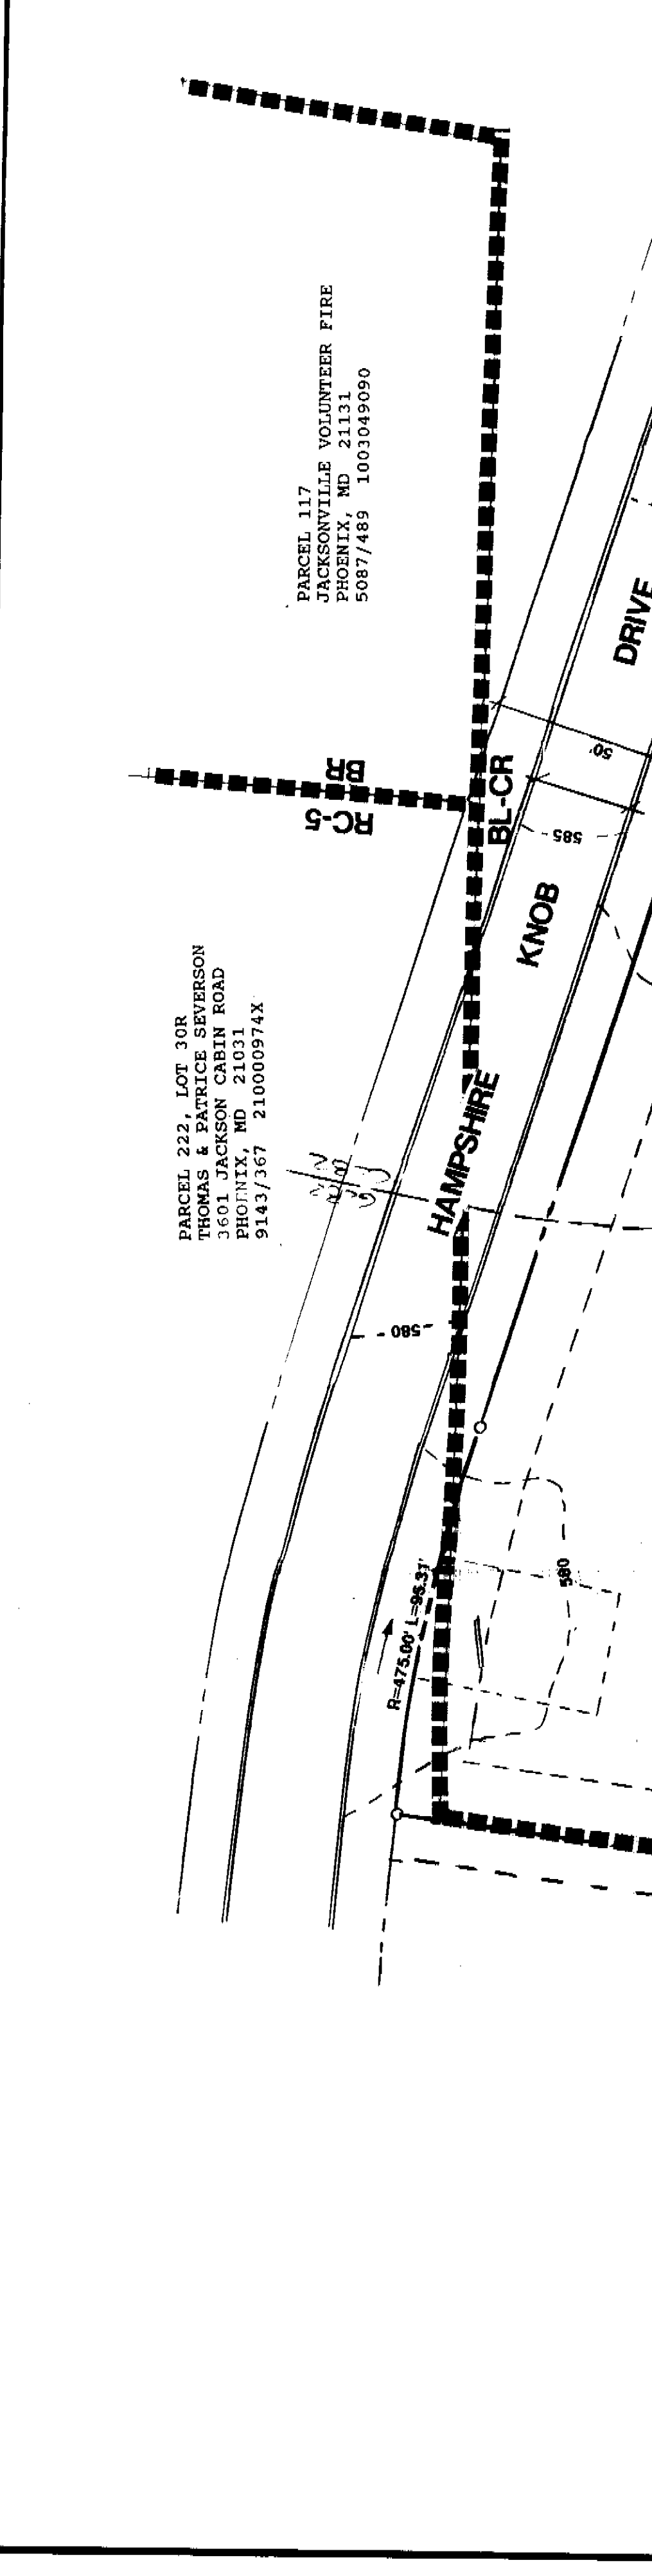 PARCEL 117
JACKSONVILLE VOLUNTEER FIRE
PHOENIX, MD 21131
5087/489 1003049090
RC-5
BL-CR
PARCEL 222, LOT 30R
THOMAS & PATRICE SEVERSON
3601 JACKSON CABIN ROAD
PHOENIX, MD 21031
9143/367 210000974X
HAMPSHIRE
KNOB
DRIVE
50'
585
580
580
R=475.00' L=96.31'